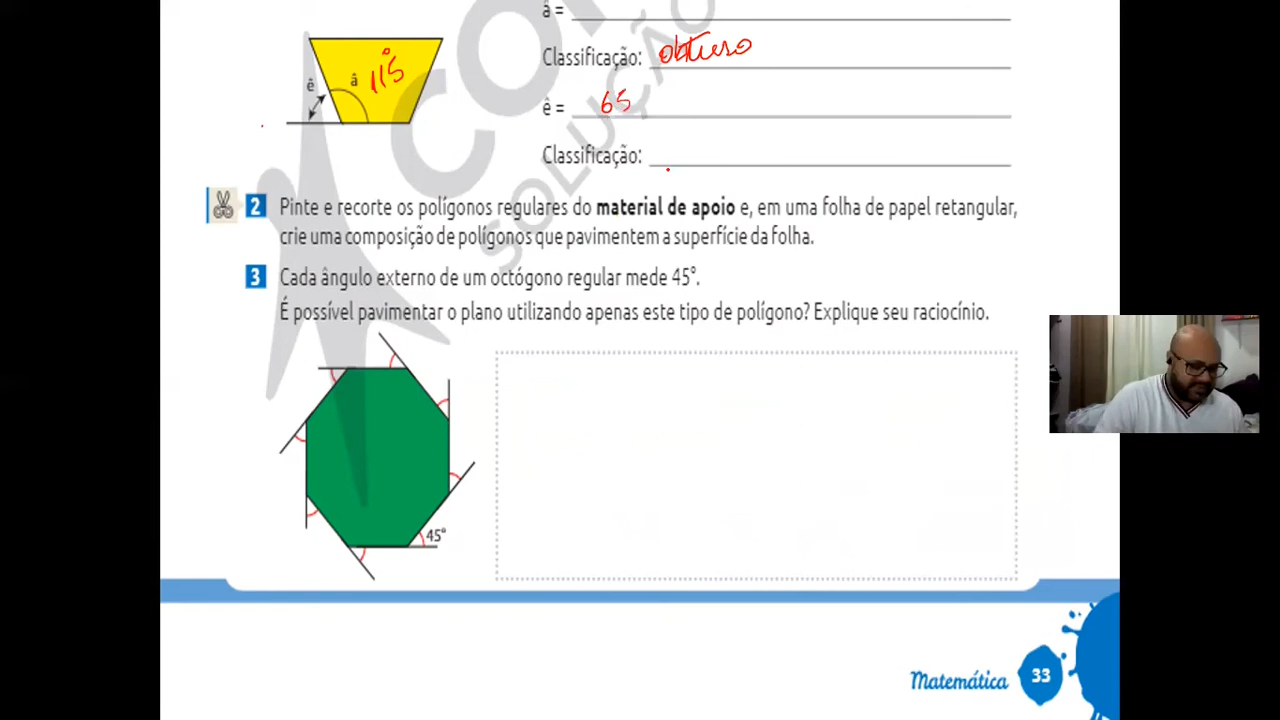 â =
115°
â
ê
Classificação: obtuso
ê = 65
Classificação:
2 Pinte e recorte os polígonos regulares do material de apoio e, em uma folha de papel retangular,
crie uma composição de polígonos que pavimentem a superfície da folha.
3 Cada ângulo externo de um octógono regular mede 45°.
É possível pavimentar o plano utilizando apenas este tipo de polígono? Explique seu raciocínio.
45°
Matemática 33